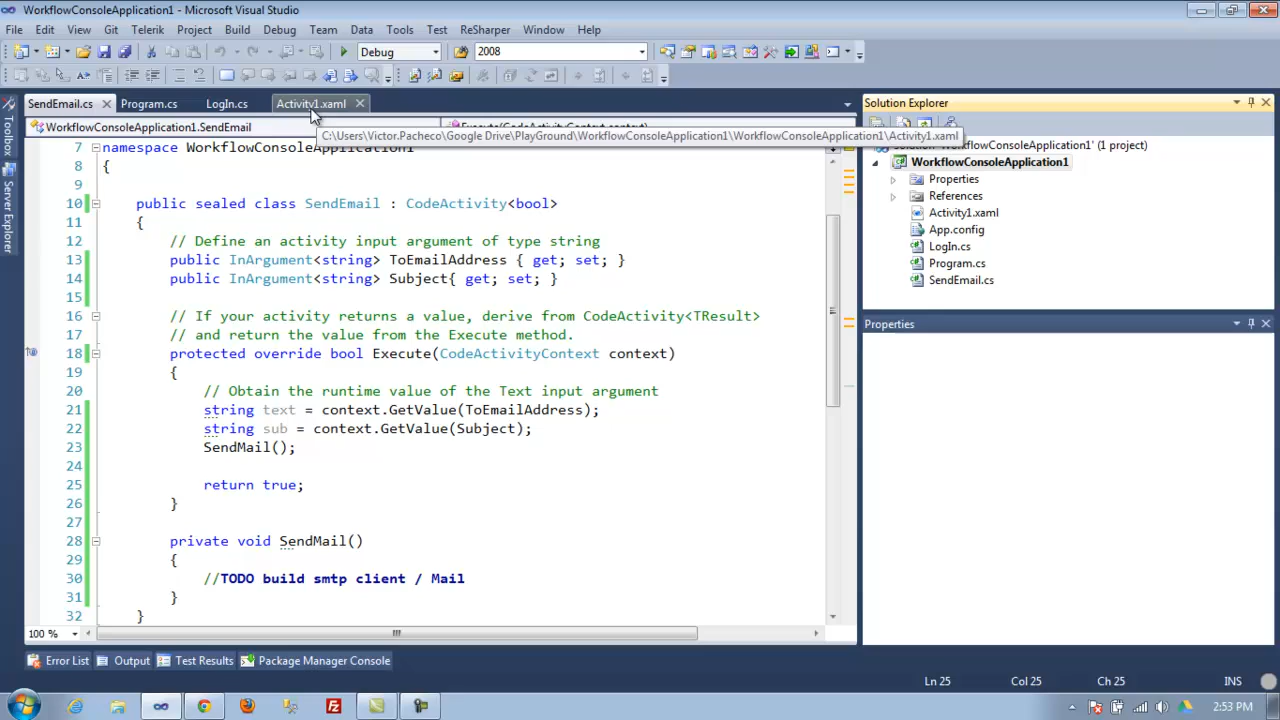 WorkflowConsoleApplication1 - Microsoft Visual Studio
File Edit View Git Telerik Project Build Debug Team Data Tools Test ReSharper Window Help
Debug 2008
SendEmail.cs Program.cs LogIn.cs Activity1.xaml
Solution Explorer
WorkflowConsoleApplication1.SendEmail
C:\Users\Victor.Pacheco\Google Drive\PlayGround\WorkflowConsoleApplication1\WorkflowConsoleApplication1\Activity1.xaml
Toolbox
Server Explorer
7 namespace WorkflowConsoleApplication1
8 {
9
10 public sealed class SendEmail : CodeActivity<bool>
11 {
12 // Define an activity input argument of type string
13 public InArgument<string> ToEmailAddress { get; set; }
14 public InArgument<string> Subject{ get; set; }
15
16 // If your activity returns a value, derive from CodeActivity<TResult>
17 // and return the value from the Execute method.
18 protected override bool Execute(CodeActivityContext context)
19 {
20 // Obtain the runtime value of the Text input argument
21 string text = context.GetValue(ToEmailAddress);
22 string sub = context.GetValue(Subject);
23 SendMail();
24
25 return true;
26 }
27
28 private void SendMail()
29 {
30 //TODO build smtp client / Mail
31 }
32 }
100 %
(1 project)
WorkflowConsoleApplication1
Properties
References
Activity1.xaml
App.config
LogIn.cs
Program.cs
SendEmail.cs
Properties
Error List Output Test Results Package Manager Console
Ln 25 Col 25 Ch 25 INS
2:53 PM